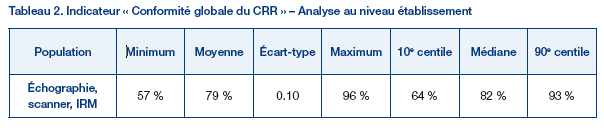 Tableau 2. Indicateur « Conformité globale du CRR » – Analyse au niveau établissement
Population Minimum Moyenne Écart-type Maximum 10e centile Médiane 90e centile
Échographie,
scanner, IRM 57 % 79 % 0.10 96 % 64 % 82 % 93 %